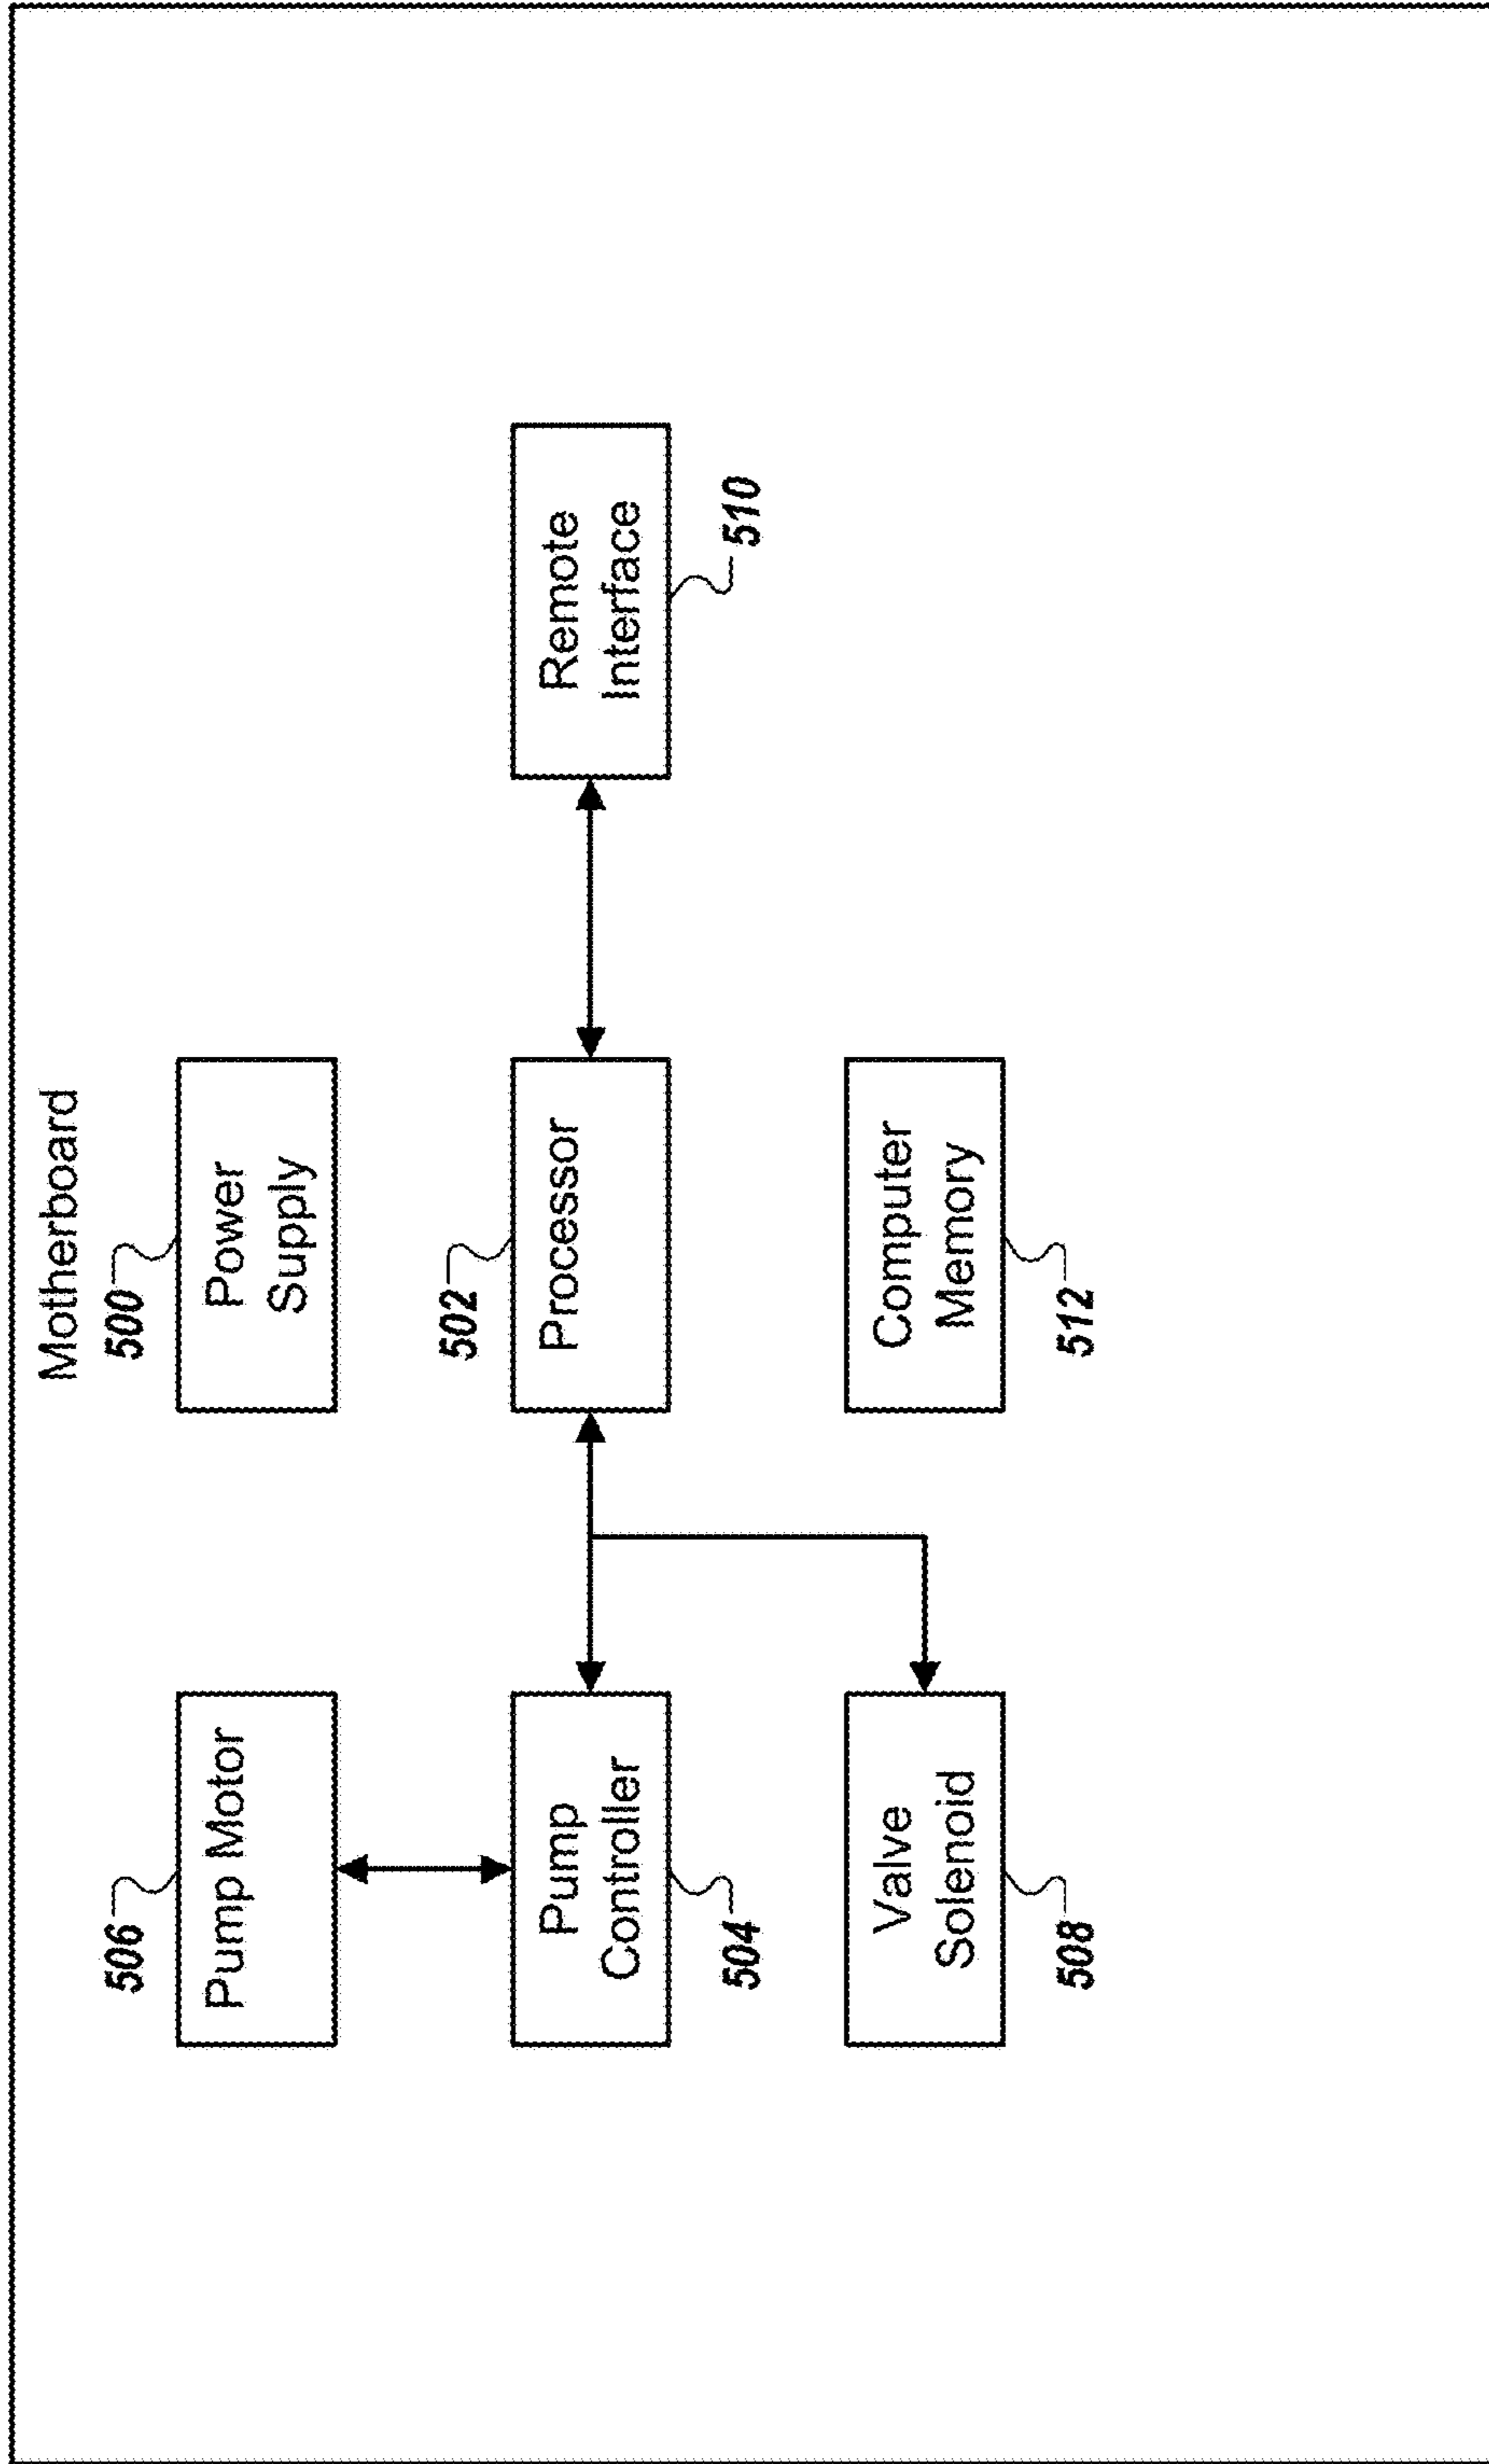 Motherboard
506
Pump Motor
500
Power
Supply
504
Pump
Controller
502
Processor
510
Remote
Interface
508
Valve
Solenoid
512
Computer
Memory